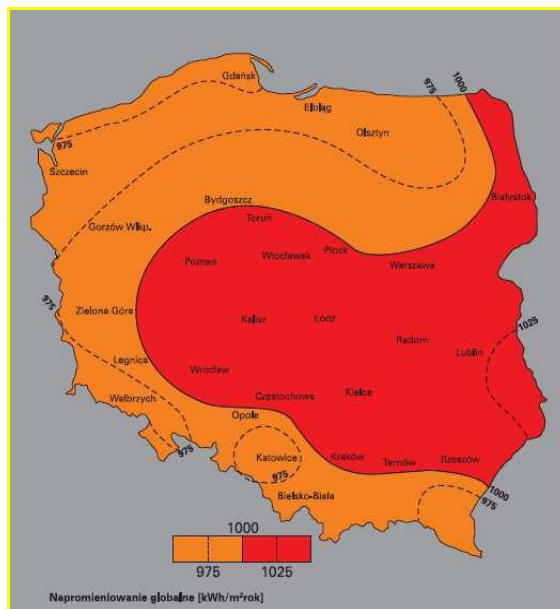 Gdańsk
975
1000
Elbląg
Olsztyn
975
Szczecin
Białystok
Bydgoszcz
Toruń
Gorzów Wlkp.
Włocławek
Płock
Poznań
Warszawa
975
Zielona Góra
Kalisz
Łódź
1025
Radom
Lublin
Legnica
Wrocław
Kielce
Wałbrzych
Częstochowa
Opole
975
Katowice
Kraków
Tarnów
Rzeszów
975
1000
Bielsko-Biała
975
1000
975
1025
Napromieniowanie globalne [kWh/m²rok]